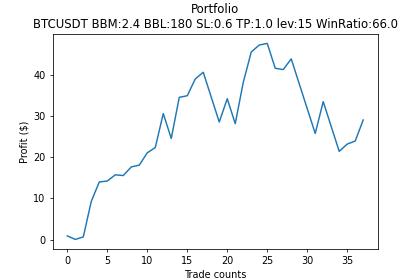 Portfolio
BTCUSDT BBM:2.4 BBL:180 SL:0.6 TP:1.0 lev:15 WinRatio:66.0
Profit ($)
40
30
20
10
0
0 5 10 15 20 25 30 35
Trade counts